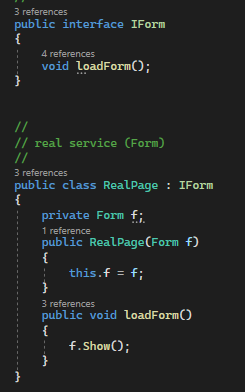 //
3 references
public interface IForm
{
4 references
void loadForm();
}
//
// real service (Form)
//
3 references
public class RealPage : IForm
{
private Form f;
1 reference
public RealPage(Form f)
{
this.f = f;
}
3 references
public void loadForm()
{
f.Show();
}
}